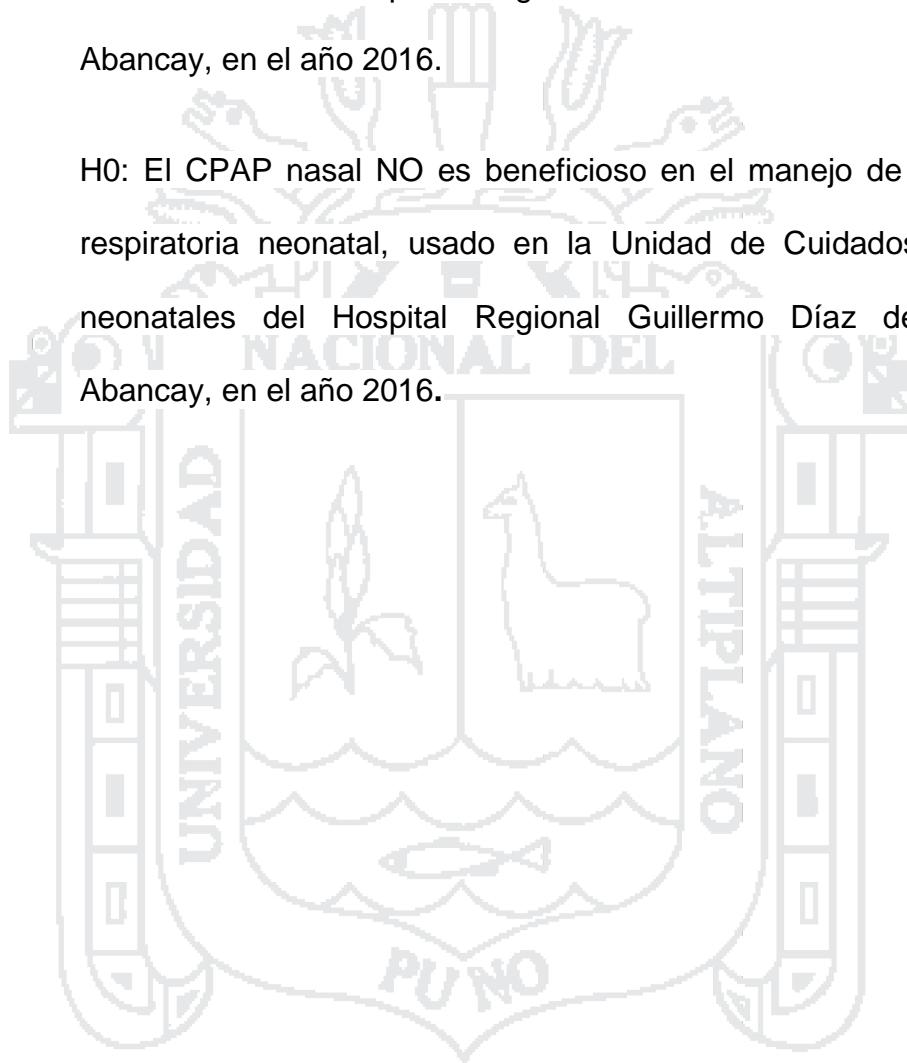 Abancay, en el año 2016.
H0: El CPAP nasal NO es beneficioso en el manejo de
respiratoria neonatal, usado en la Unidad de Cuidados
neonatales del Hospital Regional Guillermo Díaz de
Abancay, en el año 2016.
NACIONAL DEL
UNIVERSIDAD
ALTIPLANO
PUNO